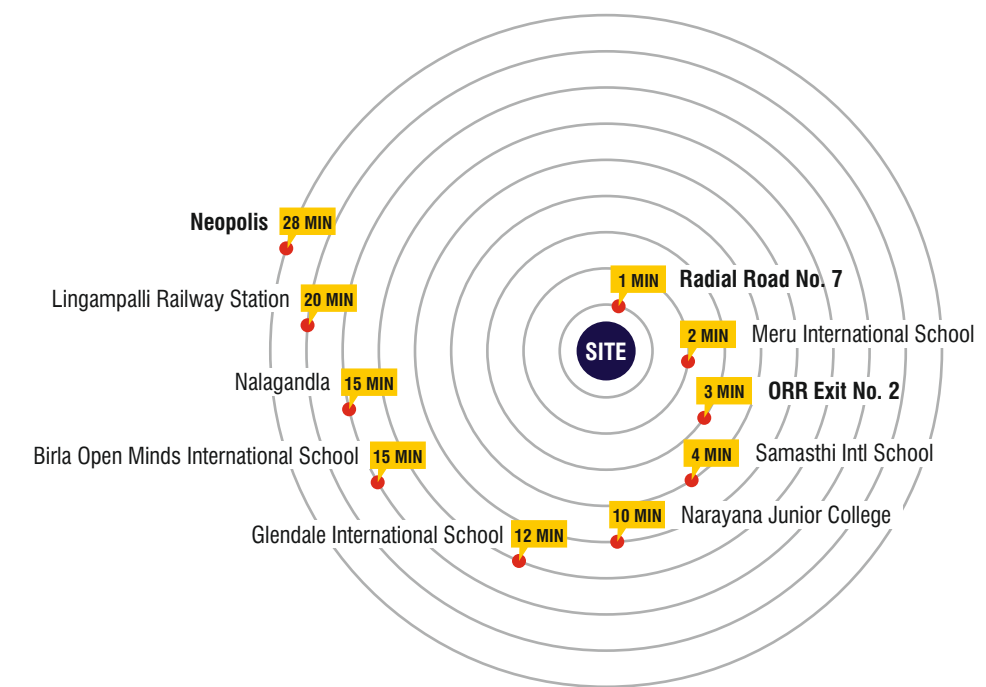 Neopolis 28 MIN
Lingampalli Railway Station 20 MIN
Nalagandla 15 MIN
Birla Open Minds International School 15 MIN
Glendale International School 12 MIN
SITE
1 MIN Radial Road No. 7
2 MIN Meru International School
3 MIN ORR Exit No. 2
4 MIN Samasthi Intl School
10 MIN Narayana Junior College